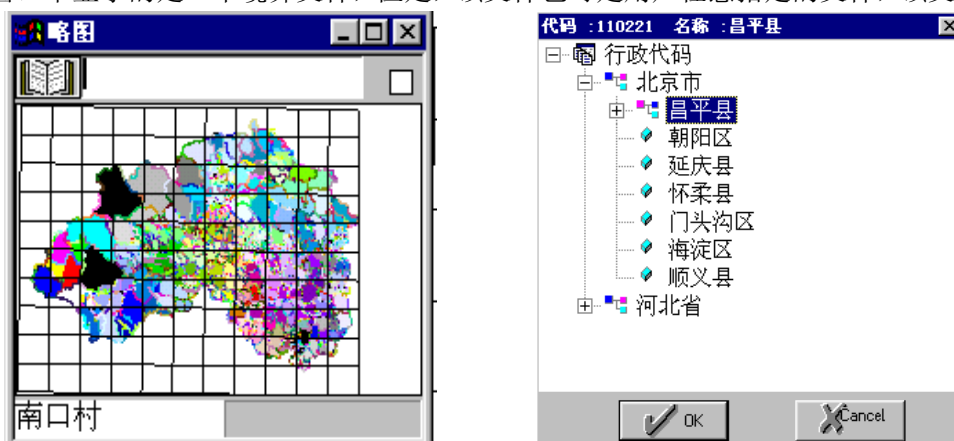 略图
南口村
代码 :110221 名称 :昌平县
行政代码
北京市
昌平县
朝阳区
延庆县
怀柔县
门头沟区
海淀区
顺义县
河北省
OK
Cancel